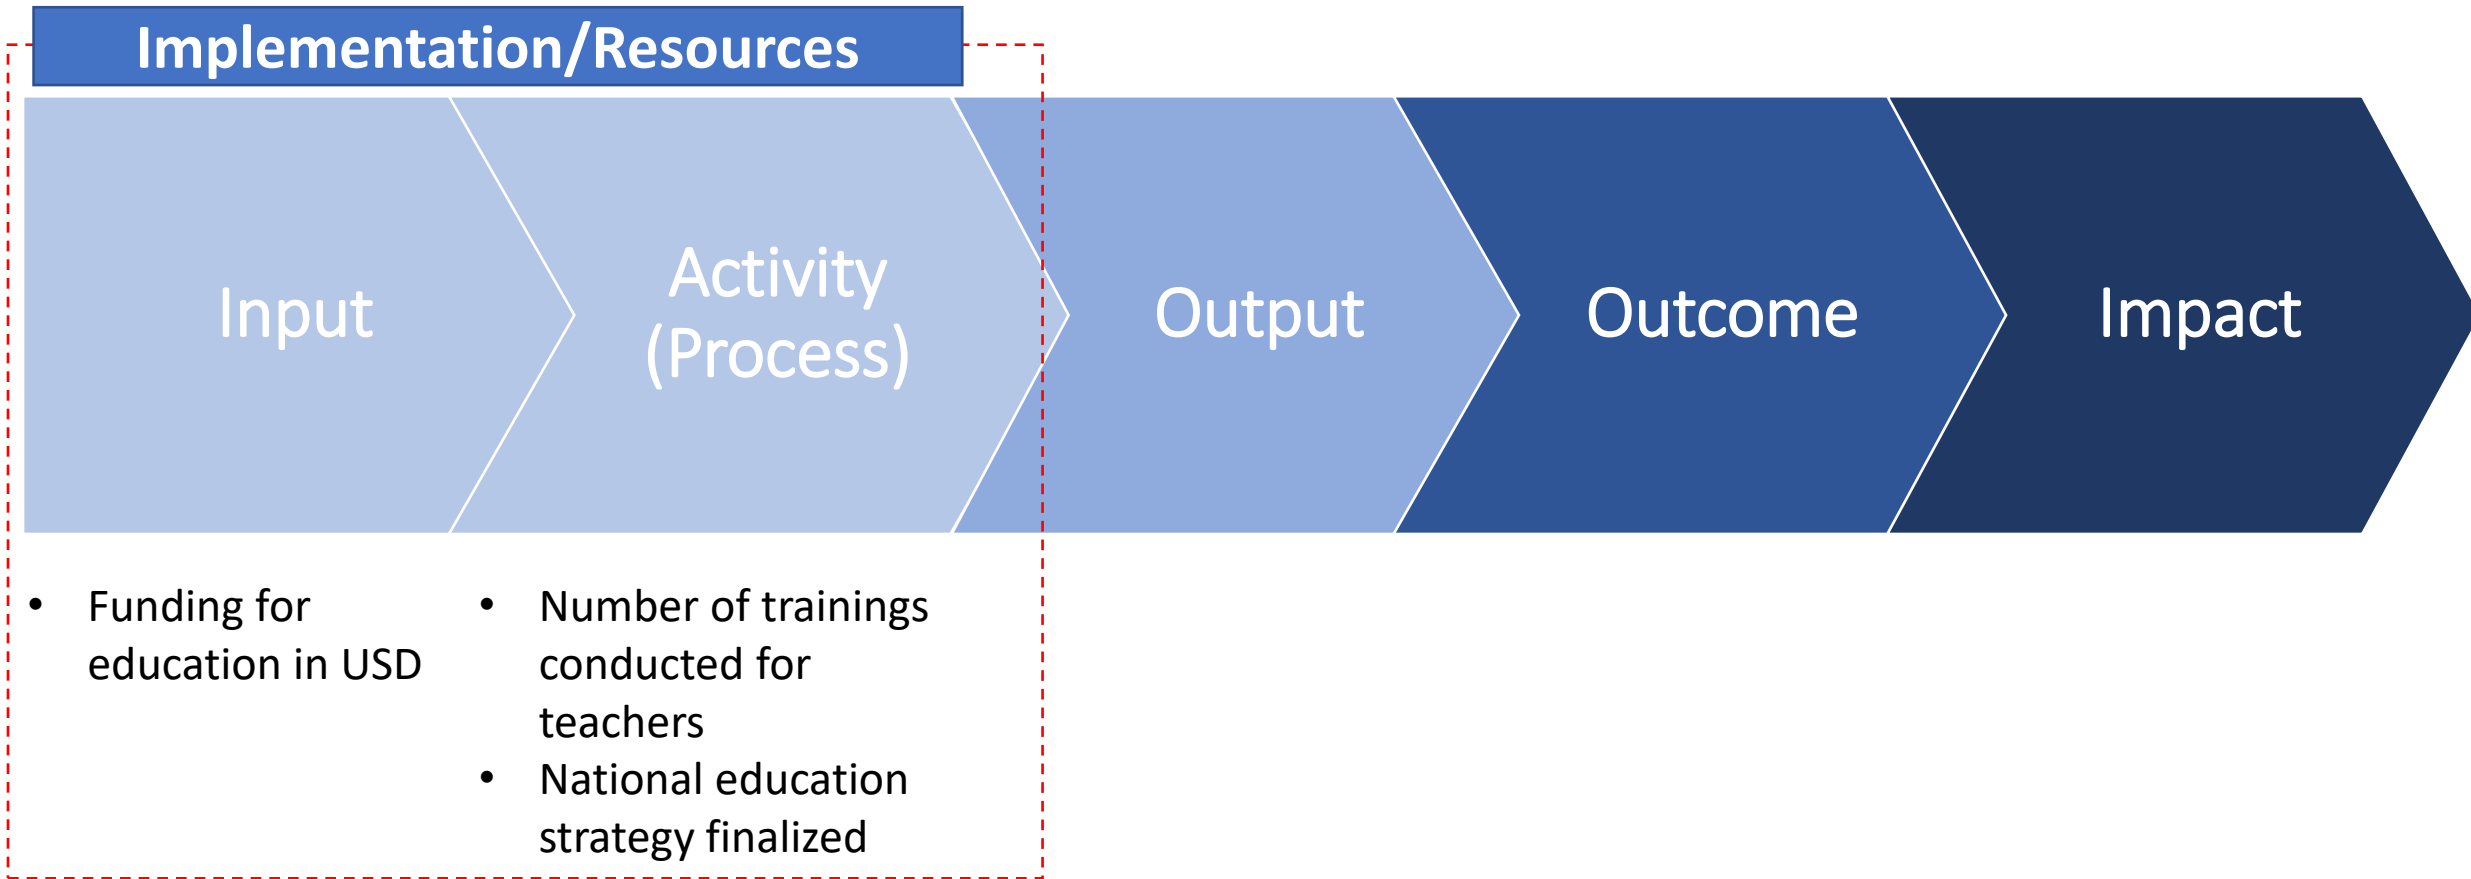 Implementation/Resources
Input
Activity
(Process)
Output
Outcome
Impact
• Funding for
education in USD
• Number of trainings
conducted for
teachers
• National education
strategy finalized